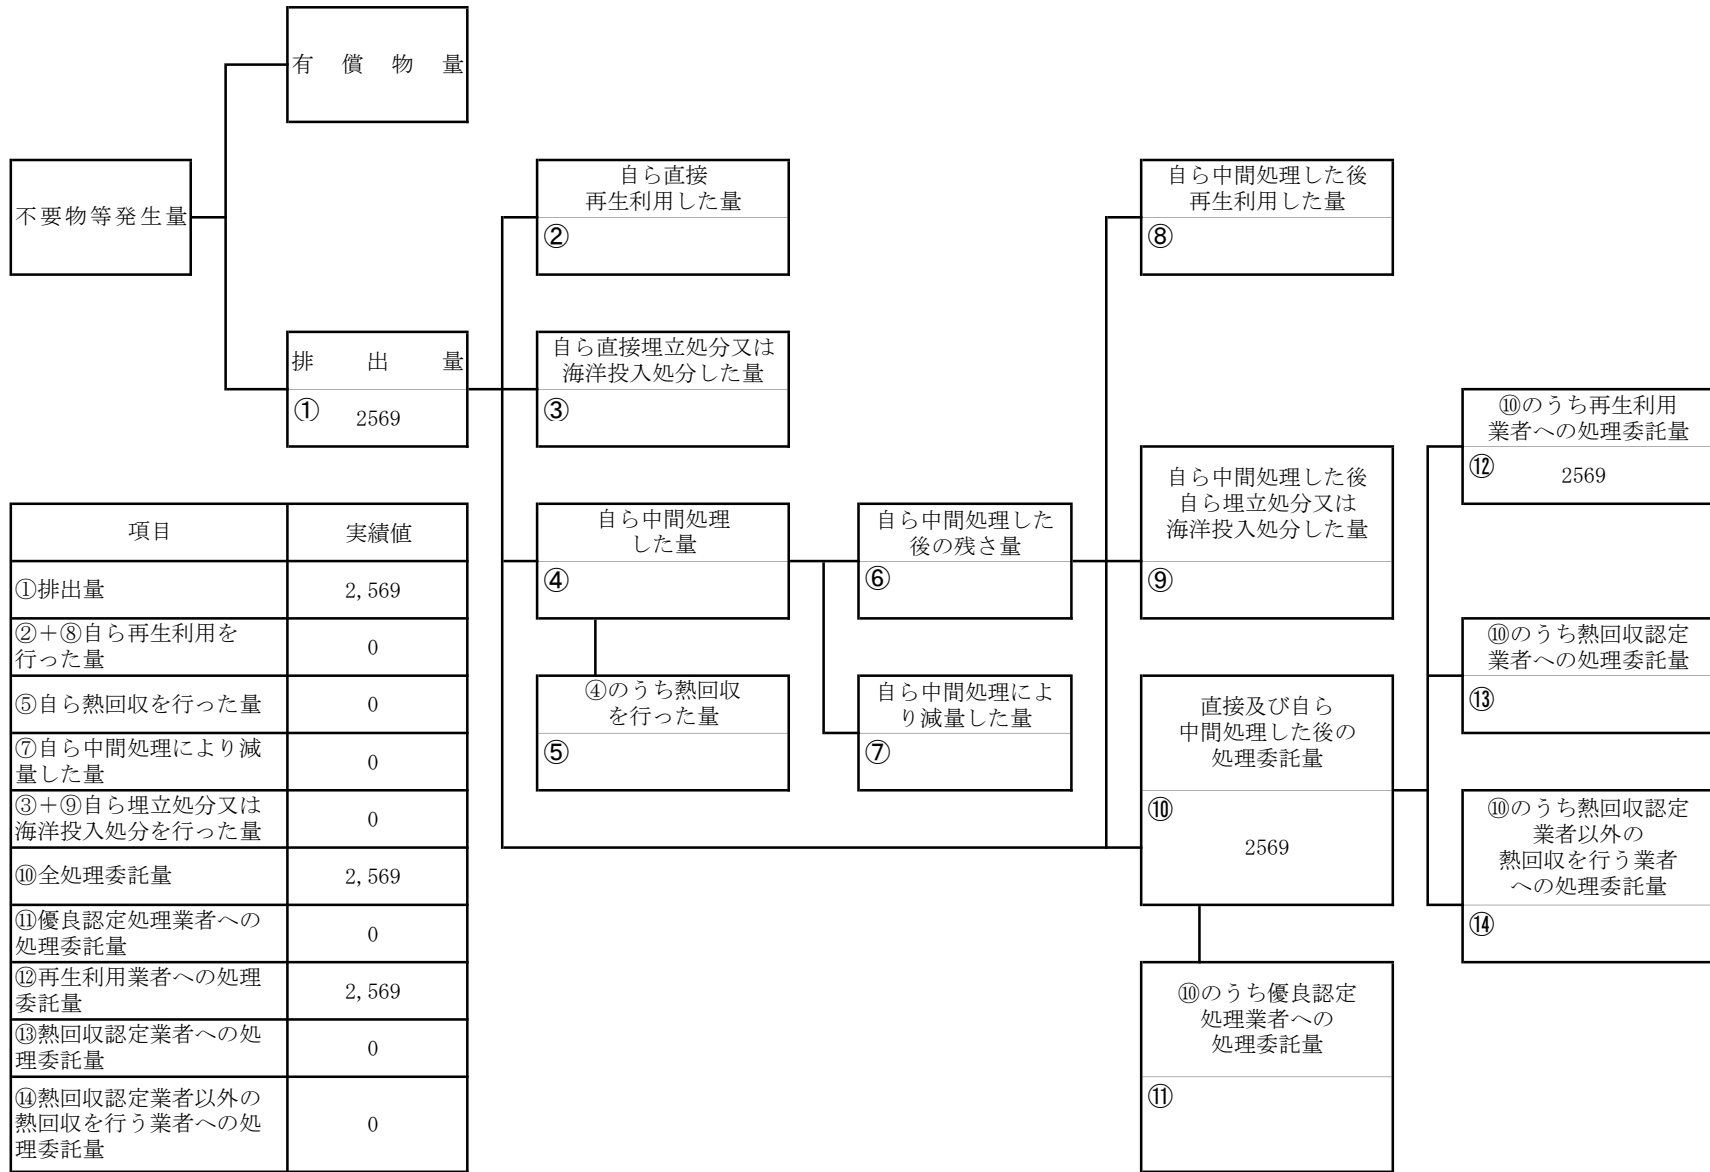 有償物量
不要物等発生量
排出量
①
2569
自ら直接
再生利用した量
②
自ら直接埋立処分又は
海洋投入処分した量
③
自ら中間処理
した量
④
④のうち熱回収
を行った量
⑤
自ら中間処理した
後の残さ量
⑥
自ら中間処理によ
り減量した量
⑦
自ら中間処理した後
再生利用した量
⑧
自ら中間処理した後
自ら埋立処分又は
海洋投入処分した量
⑨
直接及び自ら
中間処理した後の
処理委託量
⑩
2569
⑩のうち優良認定
処理業者への
処理委託量
⑪
⑩のうち再生利用
業者への処理委託量
⑫
2569
⑩のうち熱回収認定
業者への処理委託量
⑬
⑩のうち熱回収認定
業者以外の
熱回収を行う業者
への処理委託量
⑭
項目 実績値
①排出量 2,569
②+⑧自ら再生利用を
行った量 0
⑤自ら熱回収を行った量 0
⑦自ら中間処理により減
量した量 0
③+⑨自ら埋立処分又は
海洋投入処分を行った量 0
⑩全処理委託量 2,569
⑪優良認定処理業者への
処理委託量 0
⑫再生利用業者への処理
委託量 2,569
⑬熱回収認定業者への処
理委託量 0
⑭熱回収認定業者以外の
熱回収を行う業者への処
理委託量 0